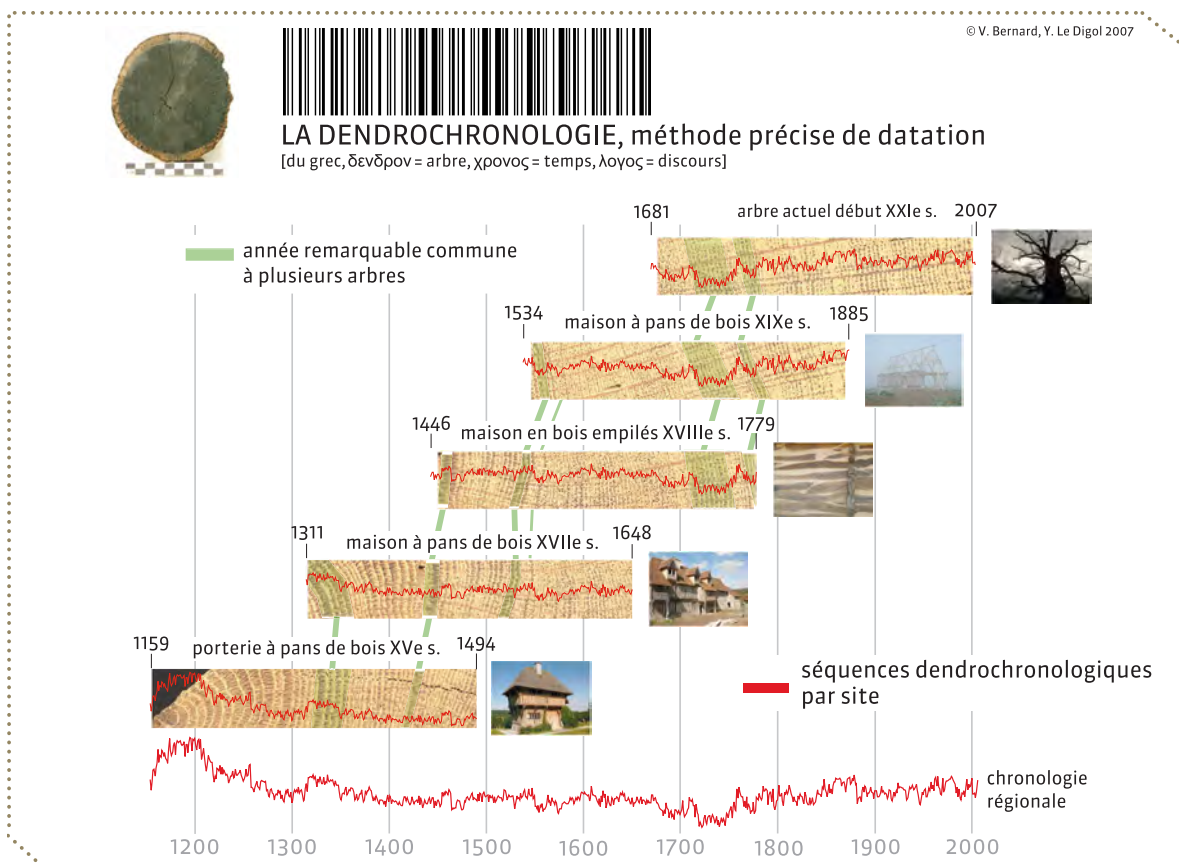 © V. Bernard, Y. Le Digol 2007
LA DENDROCHRONOLOGIE, méthode précise de datation
[du grec, δενδρον = arbre, χρονος = temps, λογος = discours]
1681 arbre actuel début XXIe s. 2007
année remarquable commune
à plusieurs arbres
1534 maison à pans de bois XIXe s. 1885
1446 maison en bois empilés XVIIIe s. 1779
1311 maison à pans de bois XVIIe s. 1648
1159 porterie à pans de bois XVe s. 1494
séquences dendrochronologiques
par site
chronologie
régionale
1200 1300 1400 1500 1600 1700 1800 1900 2000